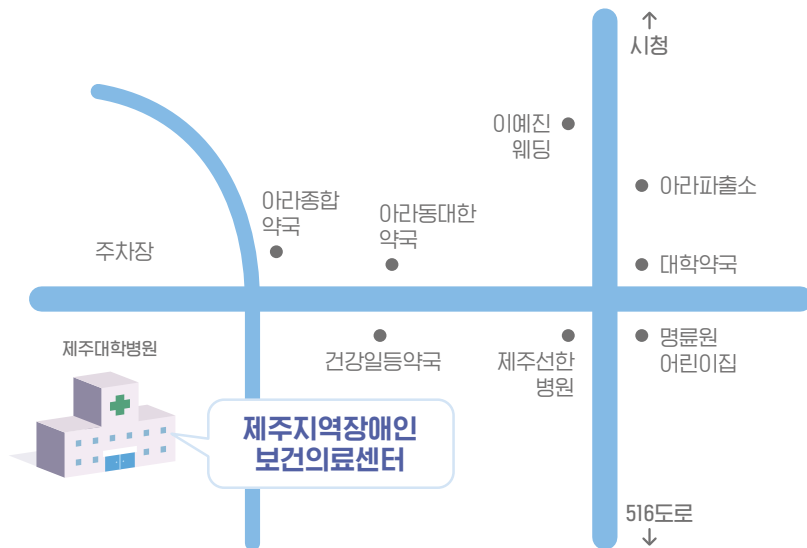 ↑
시청
이예진
웨딩
아라파출소
아라종합
약국
아라동대한
약국
주차장
대학약국
제주대학병원
건강일등약국
제주선한
병원
명륜원
어린이집
제주지역장애인
보건의료센터
516도로
↓